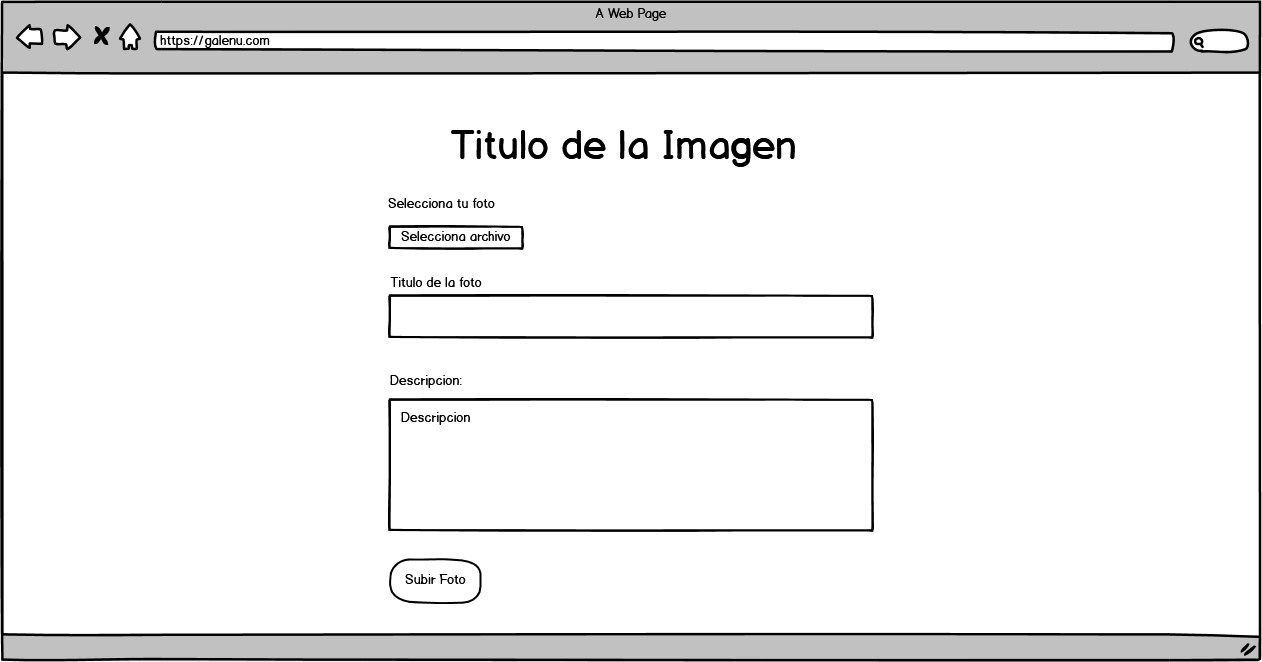 A Web Page
https://galenu.com
Titulo de la Imagen
Selecciona tu foto
Selecciona archivo
Titulo de la foto
Descripcion:
Descripcion
Subir Foto